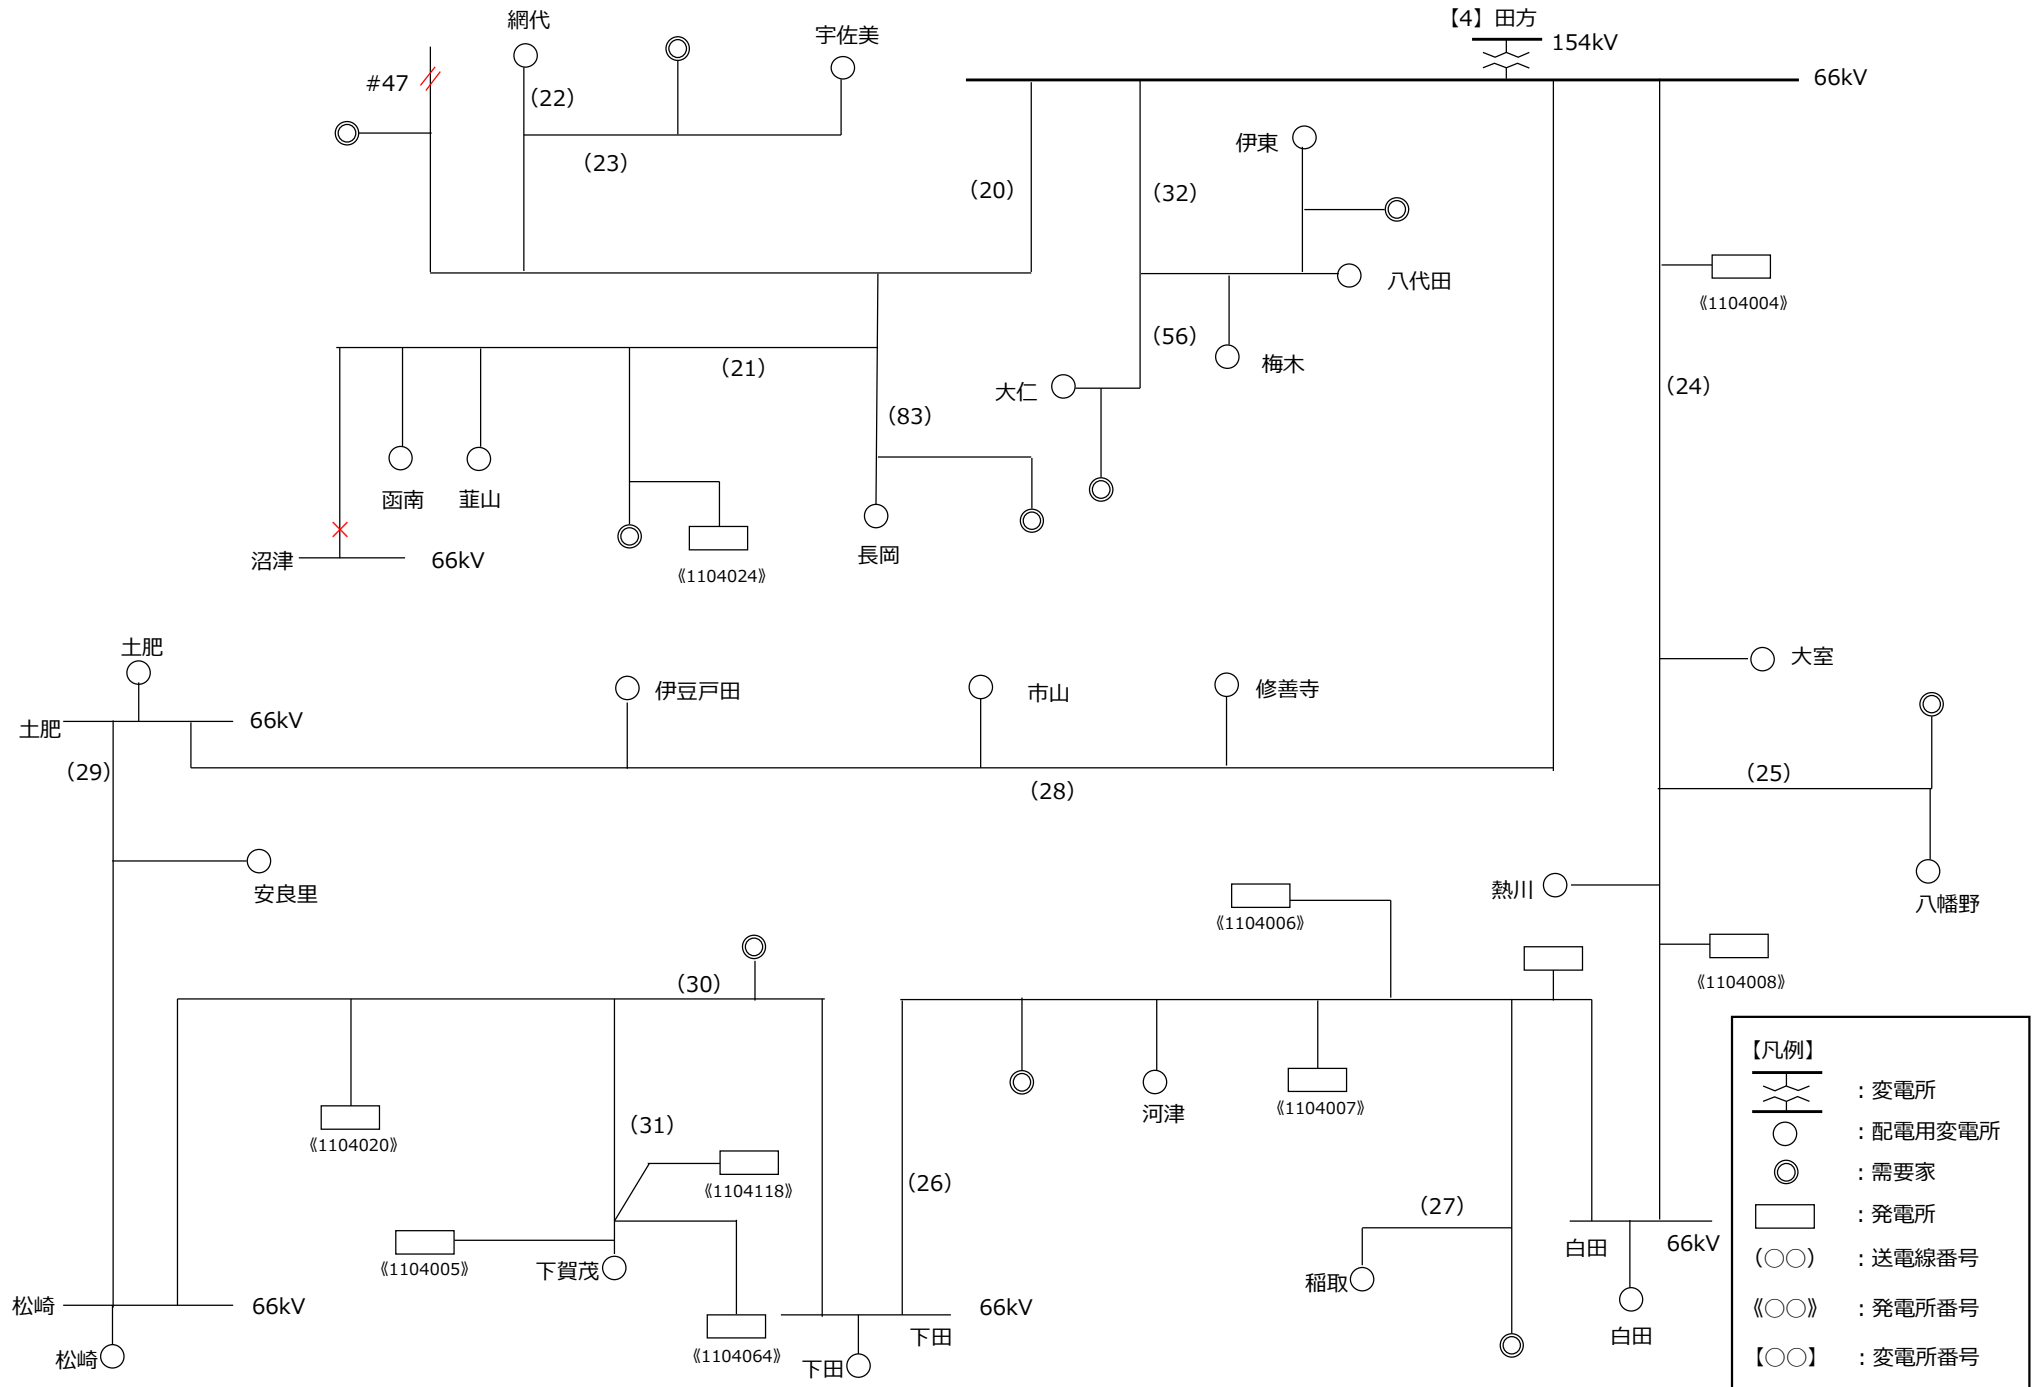 網代
宇佐美
【4】田方
154kV
66kV
#47
（22）
（23）
（20）
（32）
伊東
八代田
《1104004》
（56）
梅木
（21）
大仁
（24）
（83）
函南
韮山
長岡
沼津
66kV
《1104024》
土肥
伊豆戸田
市山
修善寺
大室
土肥
66kV
（29）
（28）
（25）
安良里
熱川
八幡野
《1104006》
《1104008》
（30）
河津
《1104007》
《1104020》
（31）
《1104118》
（26）
（27）
《1104005》
下賀茂
稲取
白田
66kV
松崎
66kV
66kV
下田
白田
《1104064》
松崎
下田
【凡例】
：変電所
：配電用変電所
：需要家
：発電所
（○○）：送電線番号
《○○》：発電所番号
【○○】：変電所番号